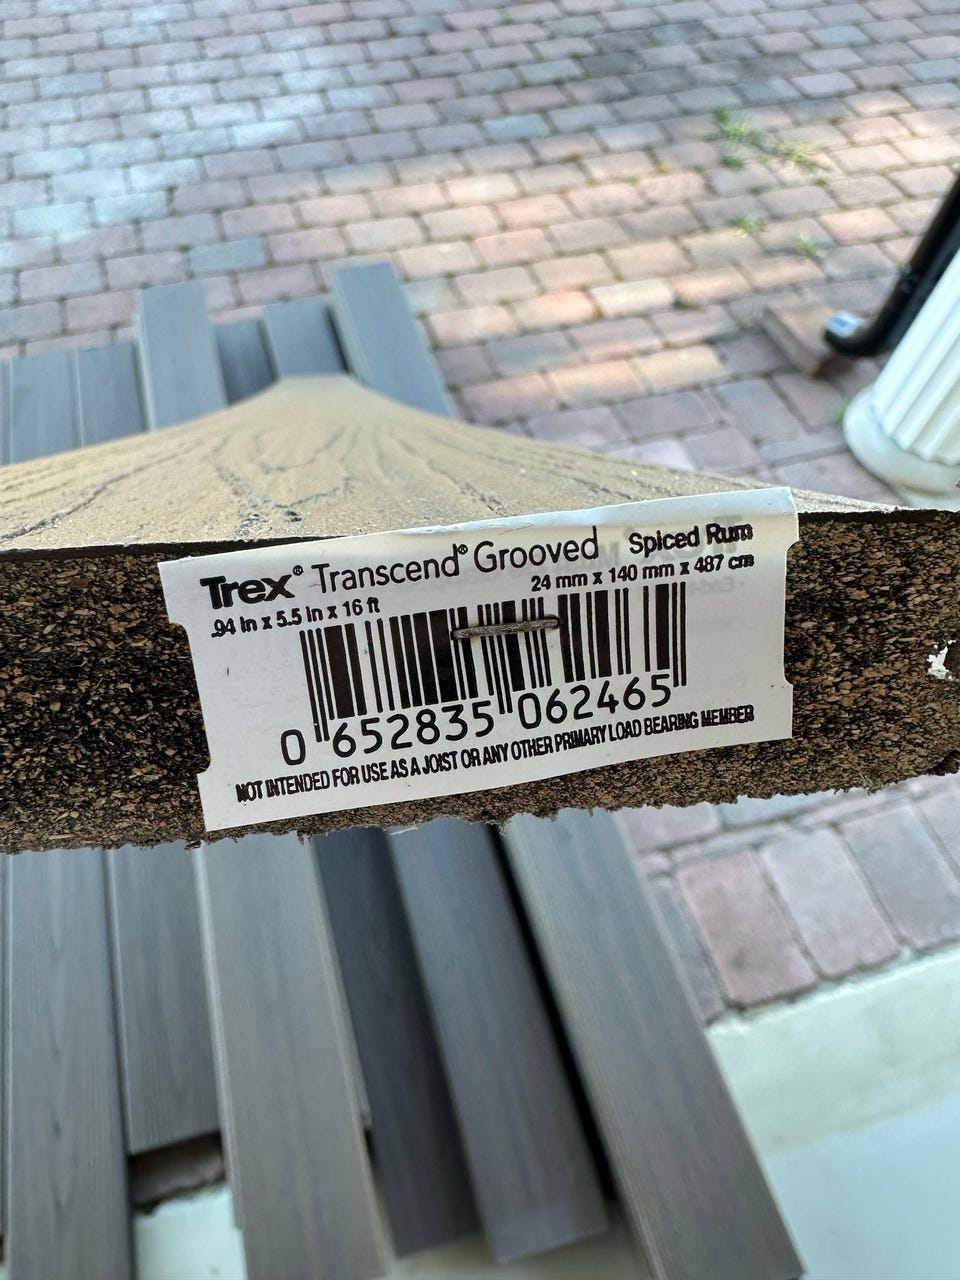 Trex® Transcend® Grooved Spiced Rum
.94 in x 5.5 in x 16 ft 24 mm x 140 mm x 487 cm
0 652835 062465
NOT INTENDED FOR USE AS A JOIST OR ANY OTHER PRIMARY LOAD BEARING MEMBER